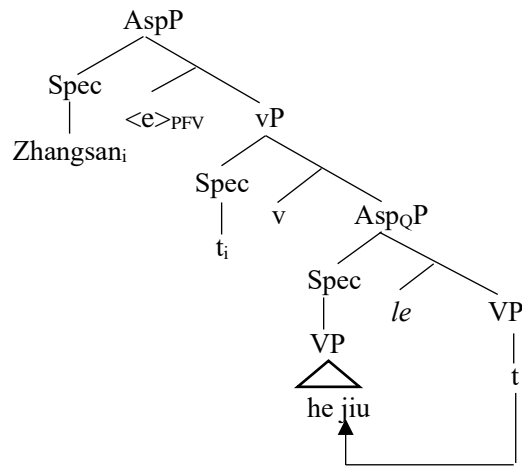 AspP
Spec
<e>PFV vP
Zhangsani
Spec v AspQP
ti
Spec le VP
VP t
he jiu